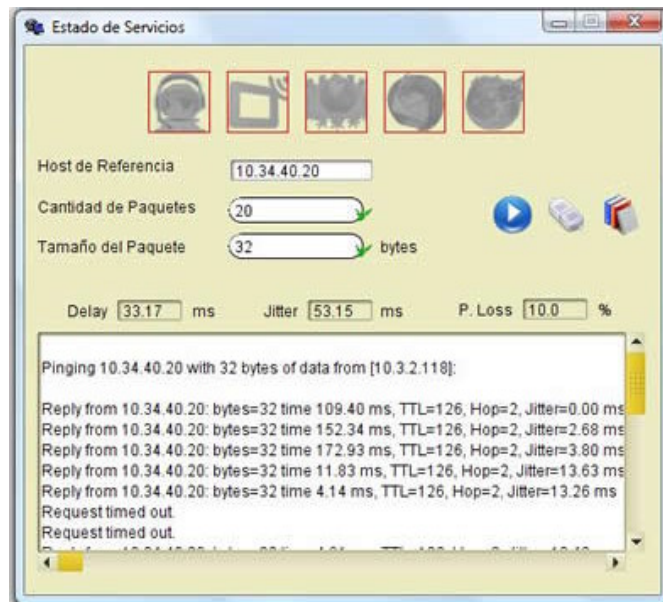 Estado de Servicios
Host de Referencia 10.34.40.20
Cantidad de Paquetes 20
Tamaño del Paquete 32 bytes
Delay 33.17 ms Jitter 53.15 ms P. Loss 10.0 %
Pinging 10.34.40.20 with 32 bytes of data from [10.3.2.118]:
Reply from 10.34.40.20: bytes=32 time 109.40 ms, TTL=126, Hop=2, Jitter=0.00 ms
Reply from 10.34.40.20: bytes=32 time 152.34 ms, TTL=126, Hop=2, Jitter=2.68 ms
Reply from 10.34.40.20: bytes=32 time 172.93 ms, TTL=126, Hop=2, Jitter=3.80 ms
Reply from 10.34.40.20: bytes=32 time 11.83 ms, TTL=126, Hop=2, Jitter=13.63 ms
Reply from 10.34.40.20: bytes=32 time 4.14 ms, TTL=126, Hop=2, Jitter=13.26 ms
Request timed out.
Request timed out.